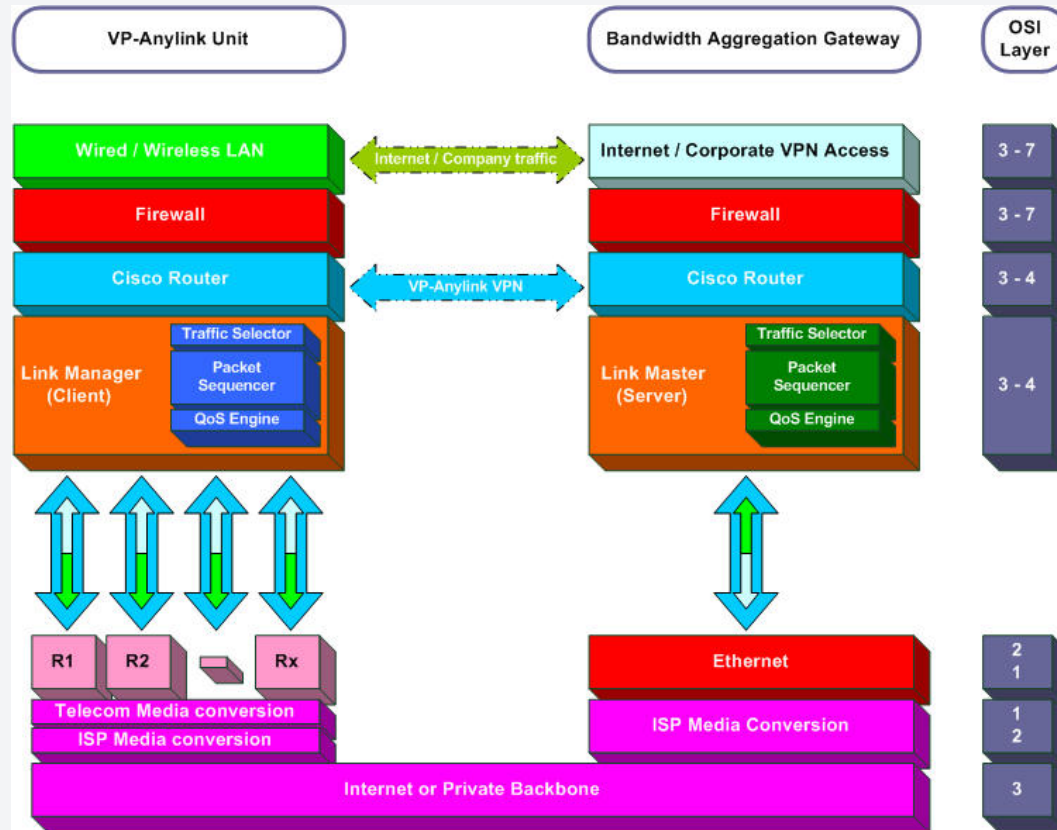 VP-Anylink Unit
Bandwidth Aggregation Gateway
OSI
Layer
Wired / Wireless LAN
Internet / Company traffic
Internet / Corporate VPN Access
3 - 7
Firewall
Firewall
3 - 7
Cisco Router
VP-Anylink VPN
Cisco Router
3 - 4
Link Manager
(Client)
Traffic Selector
Packet
Sequencer
QoS Engine
Link Master
(Server)
Traffic Selector
Packet
Sequencer
QoS Engine
3 - 4
R1
R2
Rx
Ethernet
2
1
Telecom Media conversion
ISP Media conversion
ISP Media Conversion
1
2
Internet or Private Backbone
3